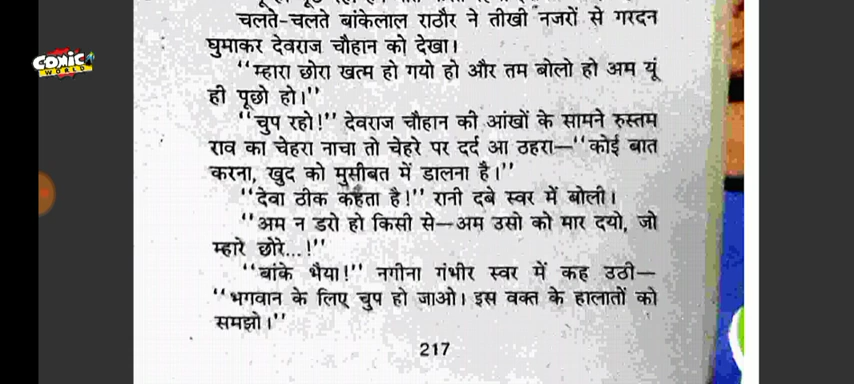 COMIC
WORLD
चलते-चलते बांकेलाल राठौर ने तीखी नजरों से गरदन
घुमाकर देवराज चौहान को देखा।
‘‘म्हारा छोरा खत्म हो गयो हो और तम बोलो हो अम यूं
ही पूछो हो।’’
‘‘चुप रहो!’’ देवराज चौहान की आंखों के सामने रुस्तम
राव का चेहरा नाचा तो चेहरे पर दर्द आ ठहरा—‘‘कोई बात
करना, खुद को मुसीबत में डालना है।’’
‘‘देवा ठीक कहता है!’’ रानी दबे स्वर में बोली।
‘‘अम न डरो हो किसी से—अम उसो को मार दयो, जो
म्हारे छोरे...!’’
‘‘बांके भैया!’’ नगीना गंभीर स्वर में कह उठी—
‘‘भगवान के लिए चुप हो जाओ। इस वक्त के हालातों को
समझो।’’
217